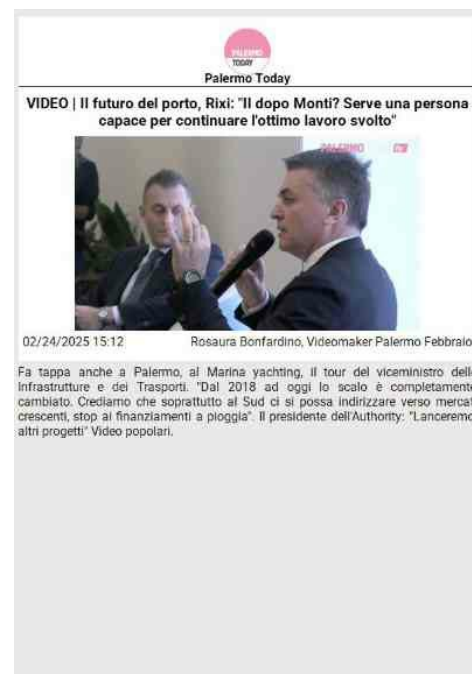 PALERMO
TODAY
Palermo Today
VIDEO | Il futuro del porto, Rixi: "Il dopo Monti? Serve una persona
capace per continuare l'ottimo lavoro svolto"
PALERMO
02/24/2025 15:12 Rosaura Bonfardino, Videomaker Palermo Febbraio
Fa tappa anche a Palermo, al Marina yachting, il tour del viceministro delle
Infrastrutture e dei Trasporti. "Dal 2018 ad oggi lo scalo è completamente
cambiato. Crediamo che soprattutto al Sud ci si possa indirizzare verso mercat
crescenti, stop ai finanziamenti a pioggia". Il presidente dell'Authority: "Lanceremo
altri progetti" Video popolari.